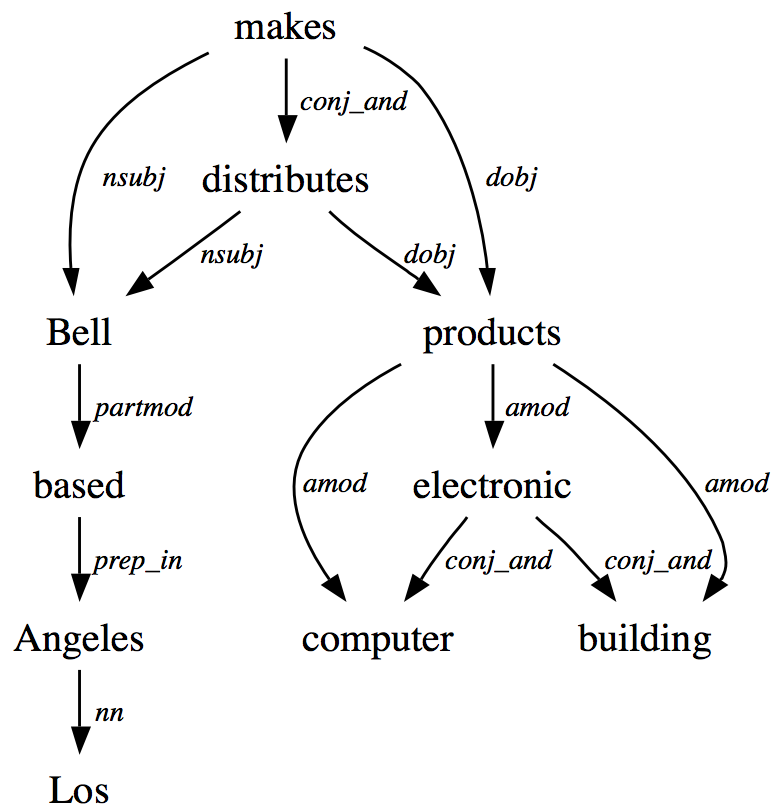 makes
conj_and
nsubj distributes dobj
nsubj dobj
Bell products
partmod amod
based amod electronic amod
prep_in conj_and conj_and
Angeles computer building
nn
Los